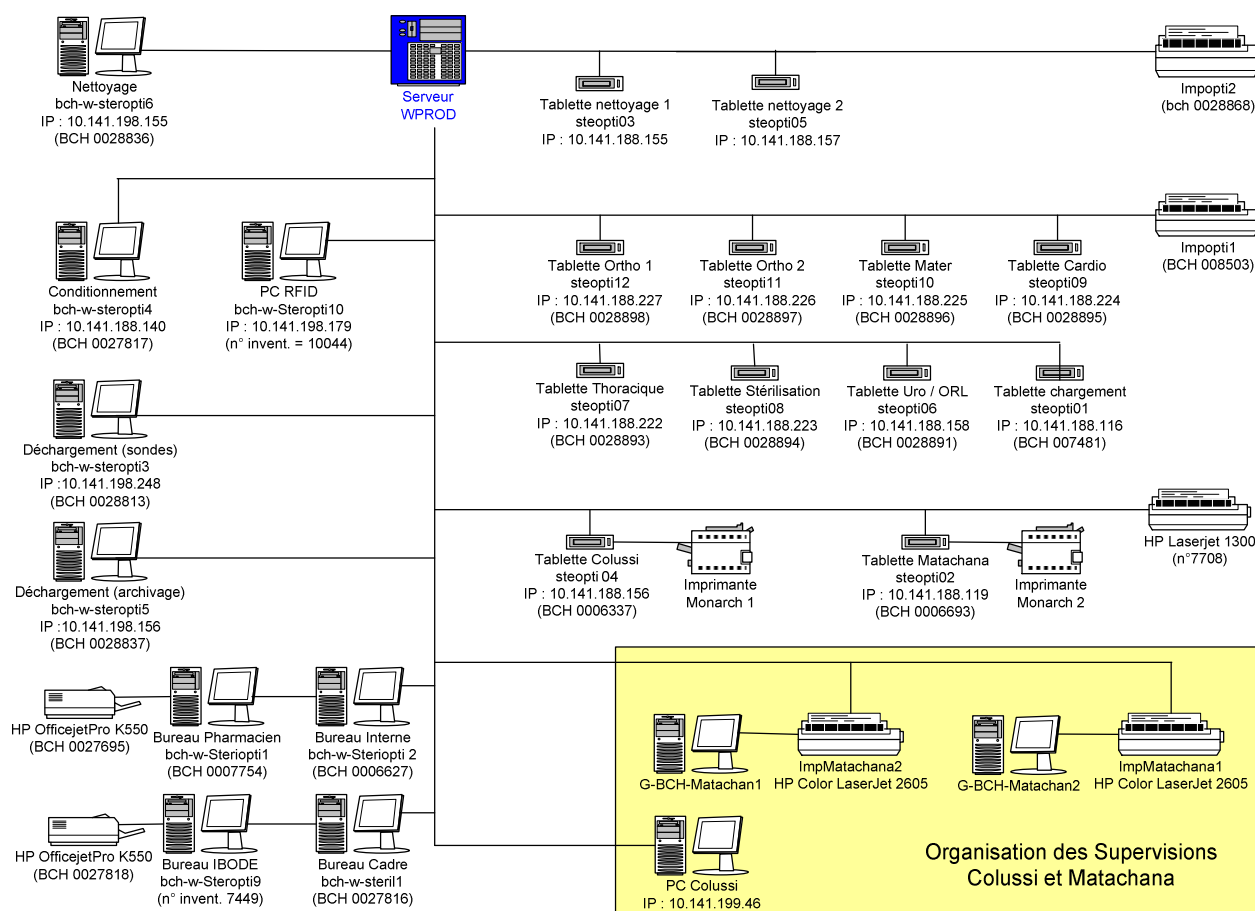 Nettoyage
bch-w-steropti6
IP : 10.141.198.155
(BCH 0028836)
Serveur
WPROD
Tablette nettoyage 1
steopti03
IP : 10.141.188.155
Tablette nettoyage 2
steopti05
IP : 10.141.188.157
Impopti2
(bch 0028868)
Conditionnement
bch-w-steropti4
IP : 10.141.188.140
(BCH 0027817)
PC RFID
bch-w-Steropti10
IP : 10.141.198.179
(n° invent. = 10044)
Tablette Ortho 1
steopti12
IP : 10.141.188.227
(BCH 0028898)
Tablette Ortho 2
steopti11
IP : 10.141.188.226
(BCH 0028897)
Tablette Mater
steopti10
IP : 10.141.188.225
(BCH 0028896)
Tablette Cardio
steopti09
IP : 10.141.188.224
(BCH 0028895)
Impopti1
(BCH 008503)
Tablette Thoracique
steopti07
IP : 10.141.188.222
(BCH 0028893)
Tablette Stérilisation
steopti08
IP : 10.141.188.223
(BCH 0028894)
Tablette Uro / ORL
steopti06
IP : 10.141.188.158
(BCH 0028891)
Tablette chargement
steopti01
IP : 10.141.188.116
(BCH 007481)
Déchargement (sondes)
bch-w-steropti3
IP :10.141.198.248
(BCH 0028813)
Déchargement (archivage)
bch-w-steropti5
IP :10.141.198.156
(BCH 0028837)
Tablette Colussi
steopti 04
IP : 10.141.188.156
(BCH 0006337)
Imprimante
Monarch 1
Tablette Matachana
steopti02
IP : 10.141.188.119
(BCH 0006693)
Imprimante
Monarch 2
HP Laserjet 1300
(n°7708)
HP OfficejetPro K550
(BCH 0027695)
Bureau Pharmacien
bch-w-Steriopti1
(BCH 0007754)
Bureau Interne
bch-w-Steriopti 2
(BCH 0006627)
HP OfficejetPro K550
(BCH 0027818)
Bureau IBODE
bch-w-Steropti9
(n° invent. 7449)
Bureau Cadre
bch-w-steril1
(BCH 0027816)
G-BCH-Matachan1
ImpMatachana2
HP Color LaserJet 2605
G-BCH-Matachan2
ImpMatachana1
HP Color LaserJet 2605
PC Colussi
IP : 10.141.199.46
Organisation des Supervisions
Colussi et Matachana